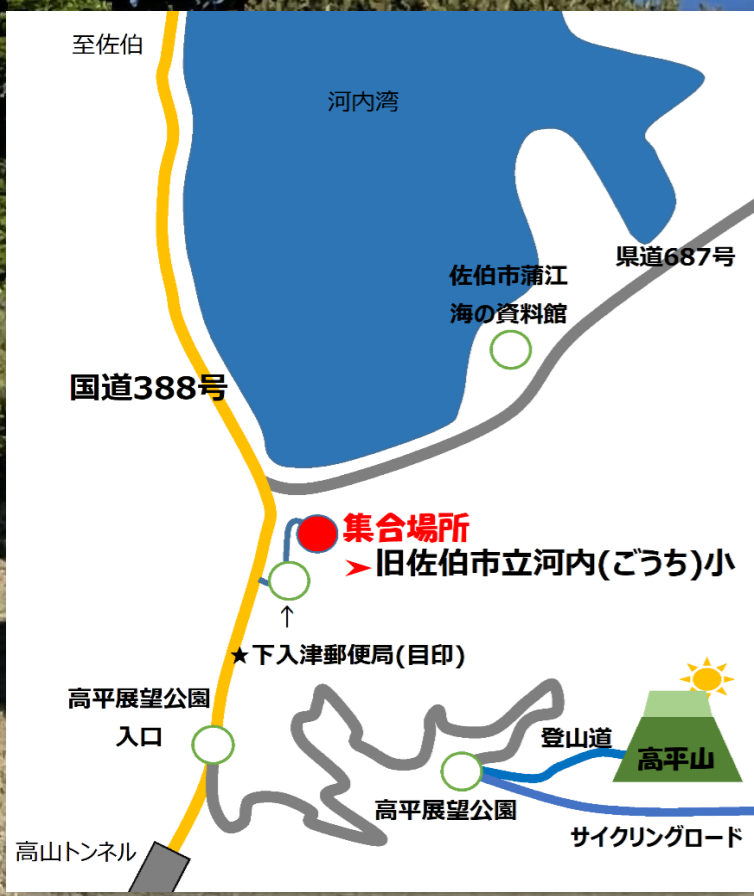 至佐伯
河内湾
県道687号
佐伯市蒲江
海の資料館
国道388号
集合場所
➤旧佐伯市立河内(ごうち)小
↑
★下入津郵便局(目印)
高平展望公園
入口
登山道
高平山
高平展望公園
サイクリングロード
高山トンネル